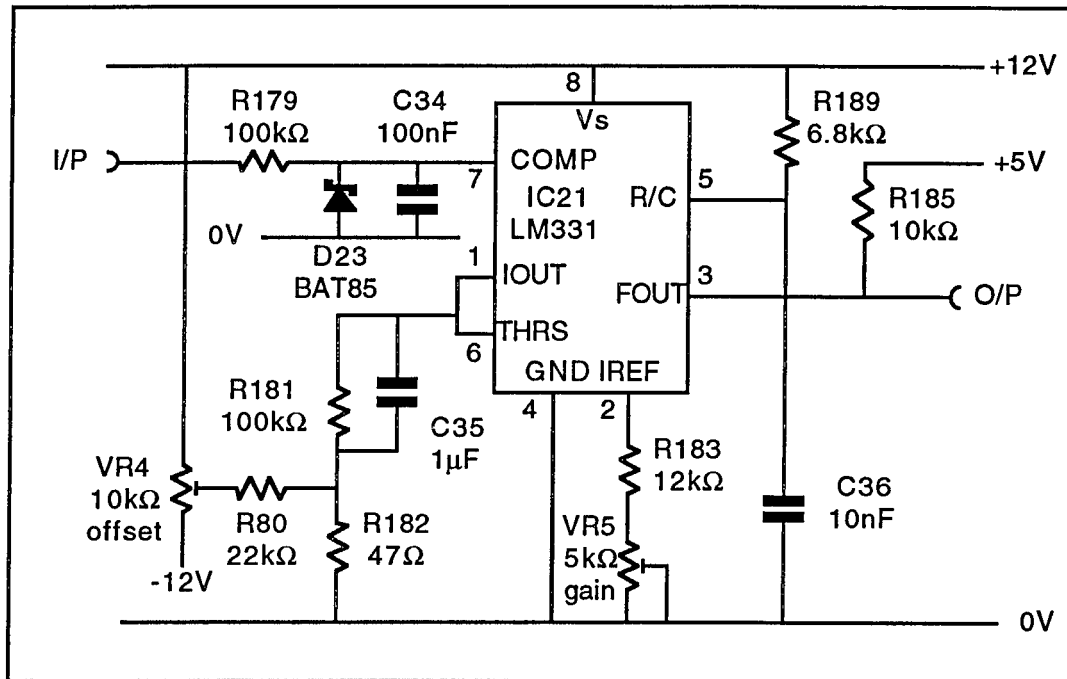 +12V
8
Vs
R179
100kΩ
C34
100nF
R189
6.8kΩ
I/P
COMP
7
IC21
LM331
R/C
5
+5V
R185
10kΩ
0V
D23
BAT85
1
IOUT
FOUT
3
O/P
THRS
6
GND IREF
4
2
R181
100kΩ
C35
1µF
R183
12kΩ
VR4
10kΩ
offset
R80
22kΩ
R182
47Ω
VR5
5kΩ
gain
C36
10nF
-12V
0V